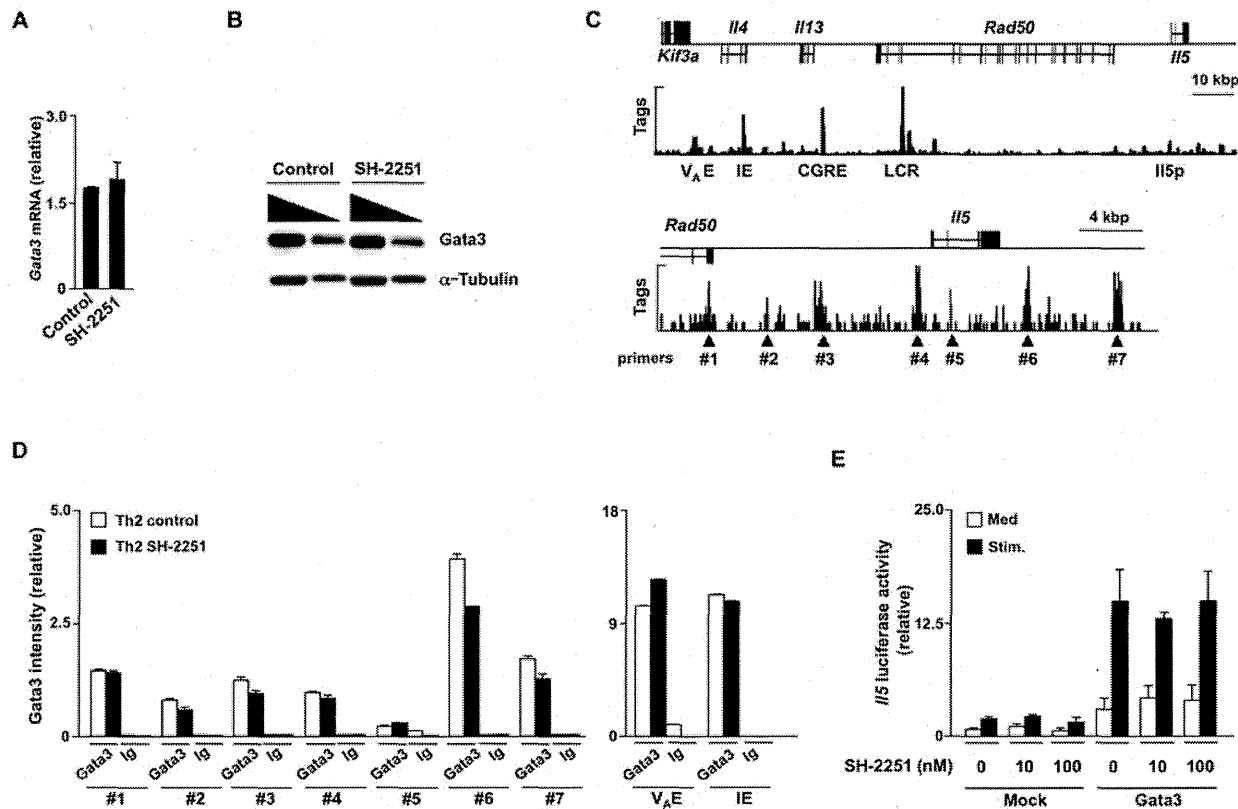 A
Gata3 mRNA (relative)
3.0
1.5
0
Control
SH-2251
B
Control SH-2251
Gata3
α-Tubulin
C
Il4 Il13 Rad50
Kif3a Il5
10 kbp
Tags
VAE IE CGRE LCR Il5p
Rad50 Il5 4 kbp
Tags
primers #1 #2 #3 #4 #5 #6 #7
D
Gata3 intensity (relative)
5.0
2.5
0
Th2 control
Th2 SH-2251
Gata3 Ig Gata3 Ig Gata3 Ig Gata3 Ig Gata3 Ig Gata3 Ig Gata3 Ig
#1 #2 #3 #4 #5 #6 #7
18
9
0
Gata3 Ig Gata3 Ig
VAE IE
E
Il5 luciferase activity
(relative)
25.0
12.5
0
Med
Stim.
SH-2251 (nM) 0 10 100 0 10 100
Mock Gata3